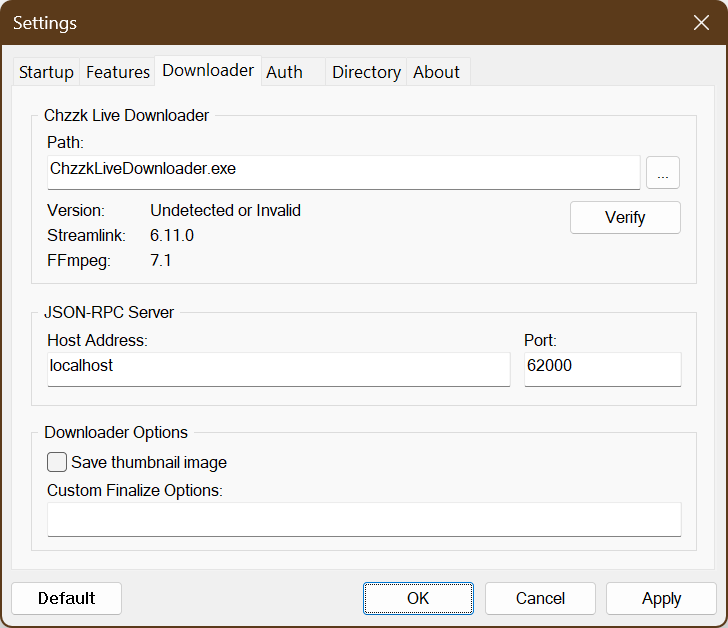 Settings
Startup Features Downloader Auth Directory About
Chzzk Live Downloader
Path:
ChzzkLiveDownloader.exe
...
Version: Undetected or Invalid
Verify
Streamlink: 6.11.0
FFmpeg: 7.1
JSON-RPC Server
Host Address: Port:
localhost 62000
Downloader Options
Save thumbnail image
Custom Finalize Options:
Default OK Cancel Apply